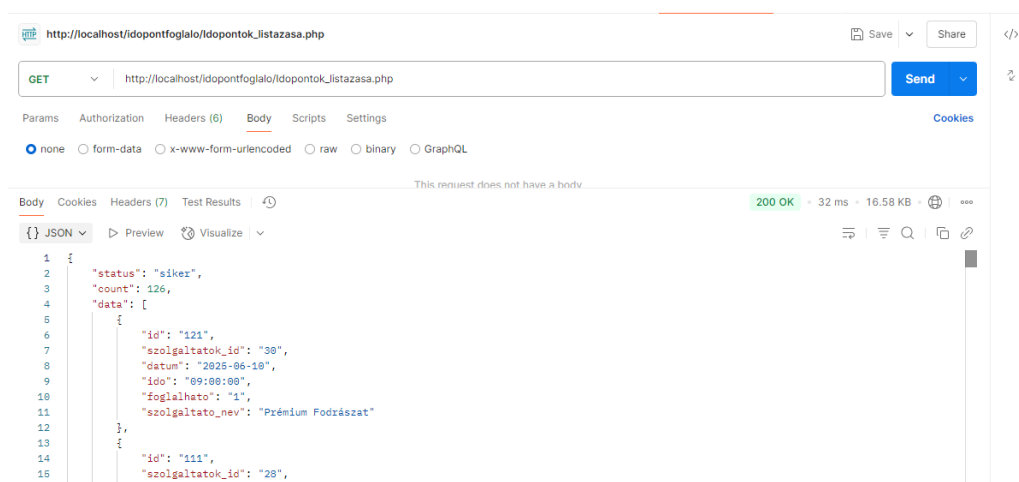 HTTP http://localhost/idopontfoglalo/Idopontok_listazasa.php Save Share </>
GET http://localhost/idopontfoglalo/Idopontok_listazasa.php Send
Params Authorization Headers (6) Body Scripts Settings Cookies
none form-data x-www-form-urlencoded raw binary GraphQL
This request does not have a body
Body Cookies Headers (7) Test Results 200 OK • 32 ms • 16.58 KB •
{} JSON Preview Visualize
1 {
2 "status": "siker",
3 "count": 126,
4 "data": [
5 {
6 "id": "121",
7 "szolgaltatok_id": "30",
8 "datum": "2025-06-10",
9 "ido": "09:00:00",
10 "foglalhato": "1",
11 "szolgaltato_nev": "Prémium Fodrászat"
12 },
13 {
14 "id": "111",
15 "szolgaltatok_id": "28",